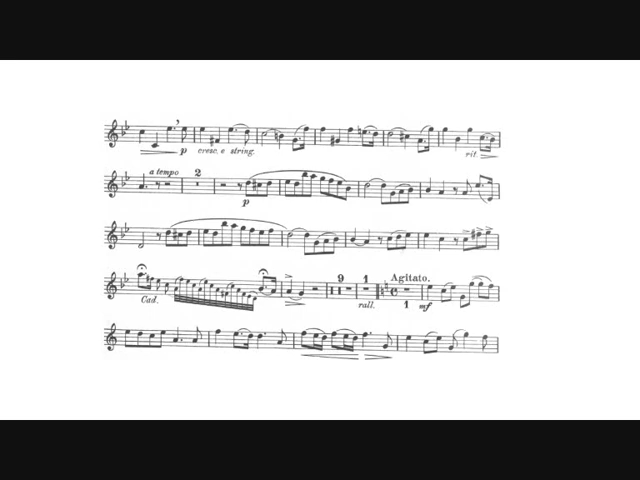 p cresc. e string. rit.
a tempo 2
p
9 1 Agitato.
Cad. rall. 1 mf